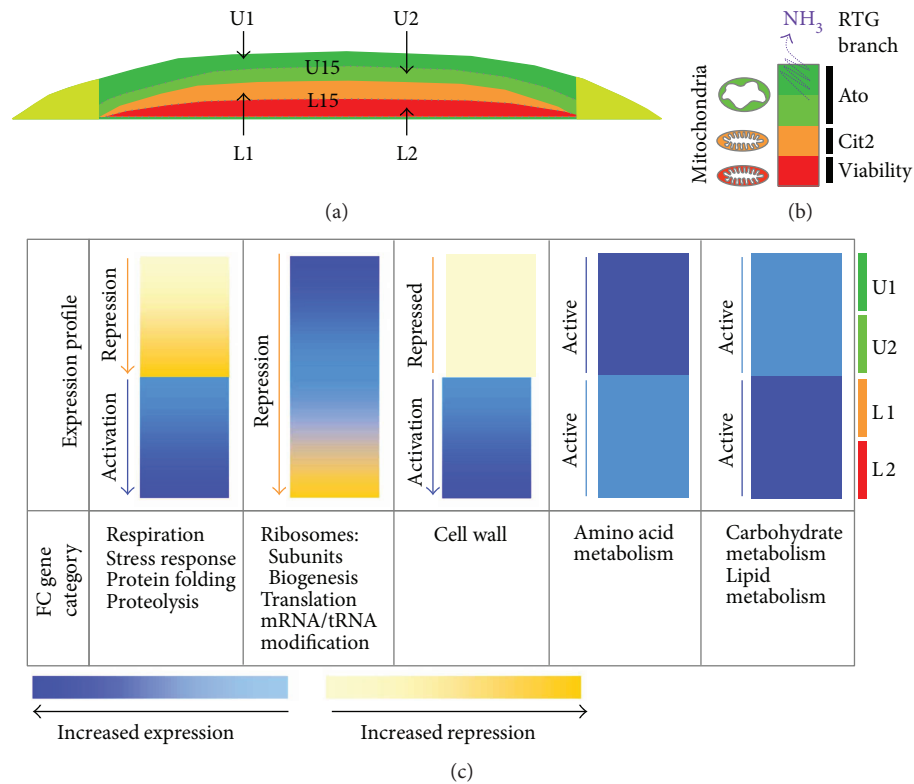 U1
U2
U15
L15
L1
L2
(a)
NH3
RTG
branch
Mitochondria
Ato
Cit2
Viability
(b)
Expression profile
Repression
Activation
Repression
Repressed
Activation
Active
Active
Active
Active
U1
U2
L1
L2
FC gene
category
Respiration
Stress response
Protein folding
Proteolysis
Ribosomes:
Subunits
Biogenesis
Translation
mRNA/tRNA
modification
Cell wall
Amino acid
metabolism
Carbohydrate
metabolism
Lipid
metabolism
Increased expression
Increased repression
(c)